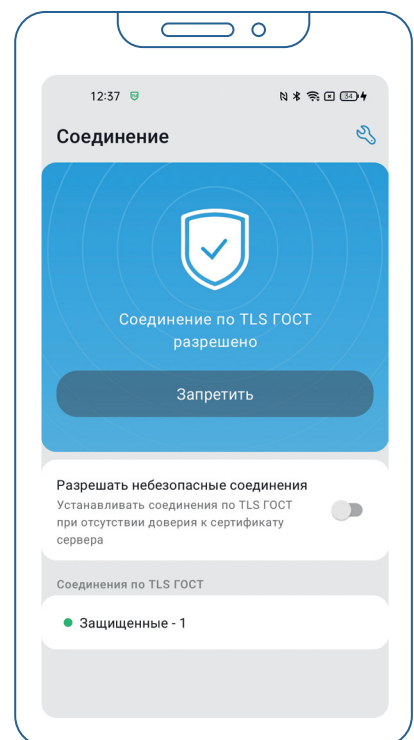 12:37
34
Соединение
Соединение по TLS ГОСТ
разрешено
Запретить
Разрешать небезопасные соединения
Устанавливать соединения по TLS ГОСТ
при отсутствии доверия к сертификату
сервера
Соединения по TLS ГОСТ
Защищенные - 1